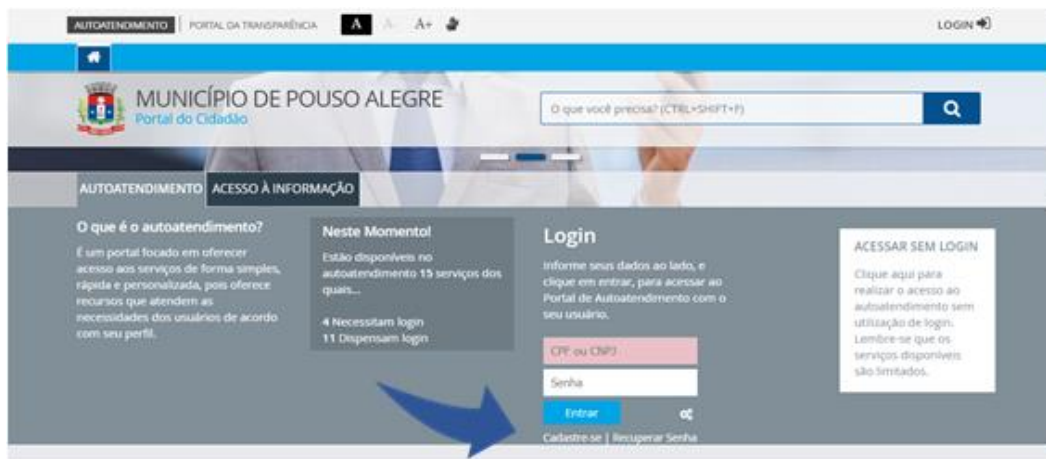 AUTOATENDIMENTO PORTAL DA TRANSPARÊNCIA A A- A+ LOGIN
MUNICÍPIO DE POUSO ALEGRE
Portal do Cidadão
O que você precisa? (CTRL+SHIFT+F)
AUTOATENDIMENTO ACESSO À INFORMAÇÃO
O que é o autoatendimento?
É um portal focado em oferecer
acesso aos serviços de forma simples,
rápida e personalizada, pois oferece
recursos que atendem as
necessidades dos usuários de acordo
com seu perfil.
Neste Momento!
Estão disponíveis no
autoatendimento 15 serviços dos
quais...
4 Necessitam login
11 Dispensam login
Login
Informe seus dados ao lado, e
clique em entrar, para acessar ao
Portal de Autoatendimento com o
seu usuário.
CPF ou CNPJ
Senha
Entrar
Cadastre-se | Recuperar Senha
ACESSAR SEM LOGIN
Clique aqui para
realizar o acesso ao
autoatendimento sem
utilização de login.
Lembre-se que os
serviços disponíveis
são limitados.